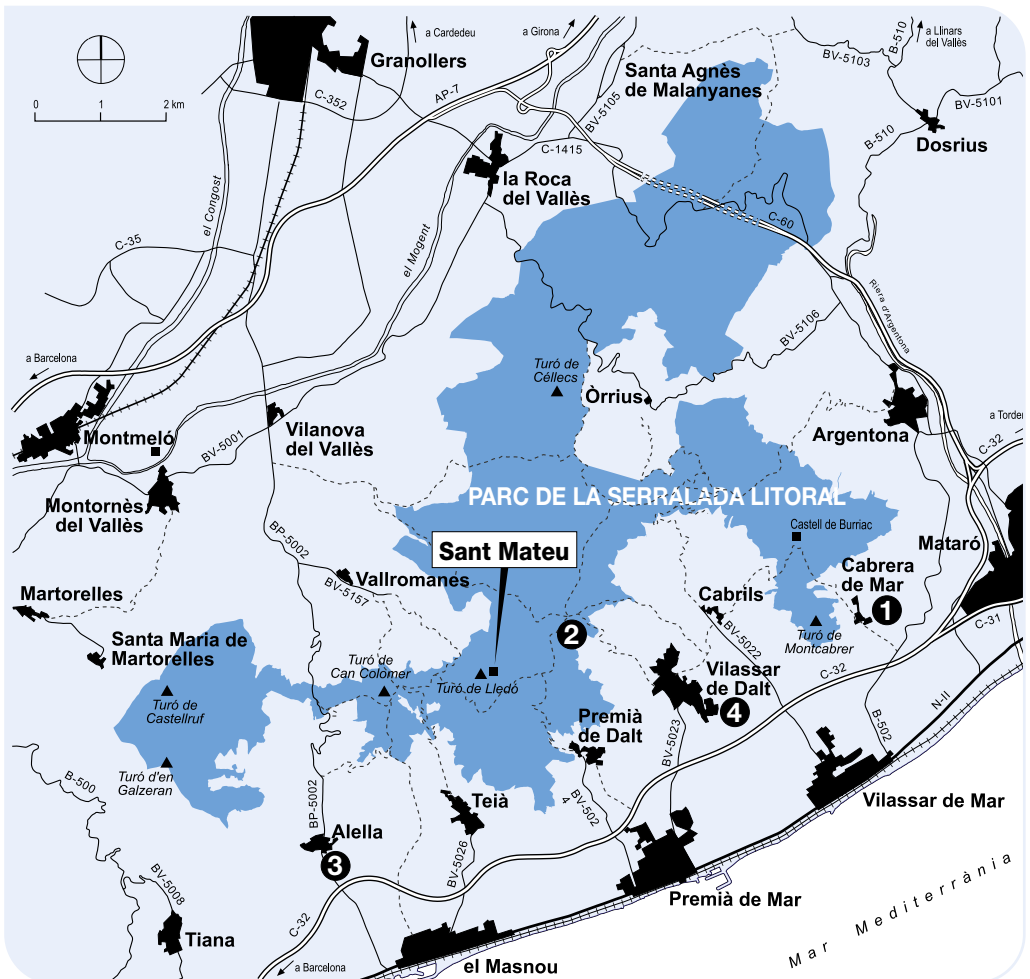 a Cardedeu
a Girona
a Llinars
del Vallès
B-510
BV-5103
Granollers
Santa Agnès
de Malanyanes
BV-5101
0 1 2 km
C-352
AP-7
BV-5105
B-510
Dosrius
C-1415
la Roca
del Vallès
el Congost
el Mogent
C-60
C-35
Riera d'Argentona
BV-5106
a Barcelona
Turó de
Céllecs
Òrrius
Argentona
a Torder
C-32
Montmeló
BV-5001
Vilanova
del Vallès
Montornès
del Vallès
PARC DE LA SERRALADA LITORAL
Castell de Burriac
BP-5002
Sant Mateu
Mataró
Vallromanes
BV-5157
Cabrera
de Mar
1
Martorelles
Cabrils
C-31
BV-5022
Turó de
Montcabrer
2
Santa Maria de
Martorelles
Turó de
Can Colomer
Turó de Lledó
C-32
Vilassar
de Dalt
4
Turó de
Castellruf
Premià
de Dalt
N-II
B-502
BV-5023
Turó d'en
Galzeran
B-500
BP-5002
Teià
BV-502
4
Vilassar de Mar
Alella
3
BV-5026
BV-5008
Premià de Mar
Tiana
C-32
a Barcelona
el Masnou
Mar Mediterrània